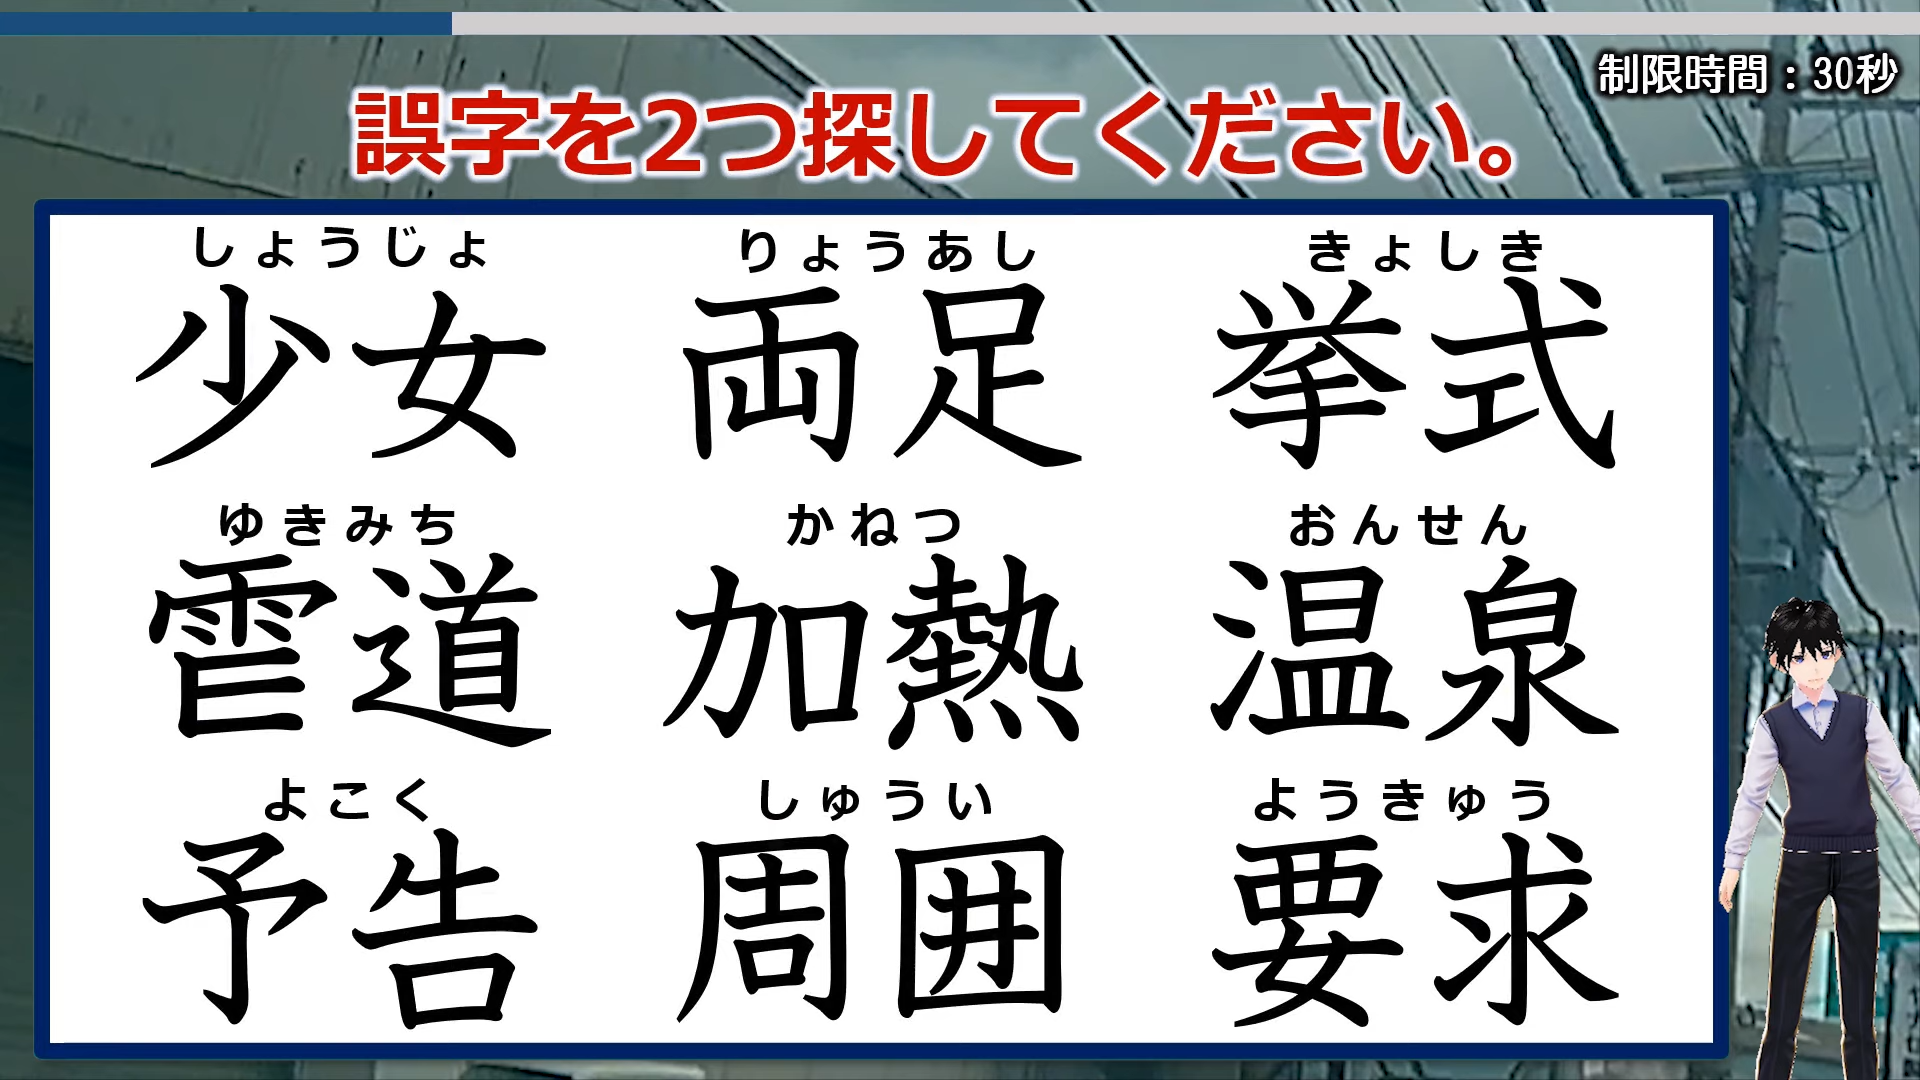 制限時間：30秒
誤字を2つ探してください。
しょうじょ りょうあし きょしき
少女 両足 挙式
ゆきみち かねつ おんせん
道 加熱 温泉
よこく しゅうい ようきゅう
予告 周囲 要求